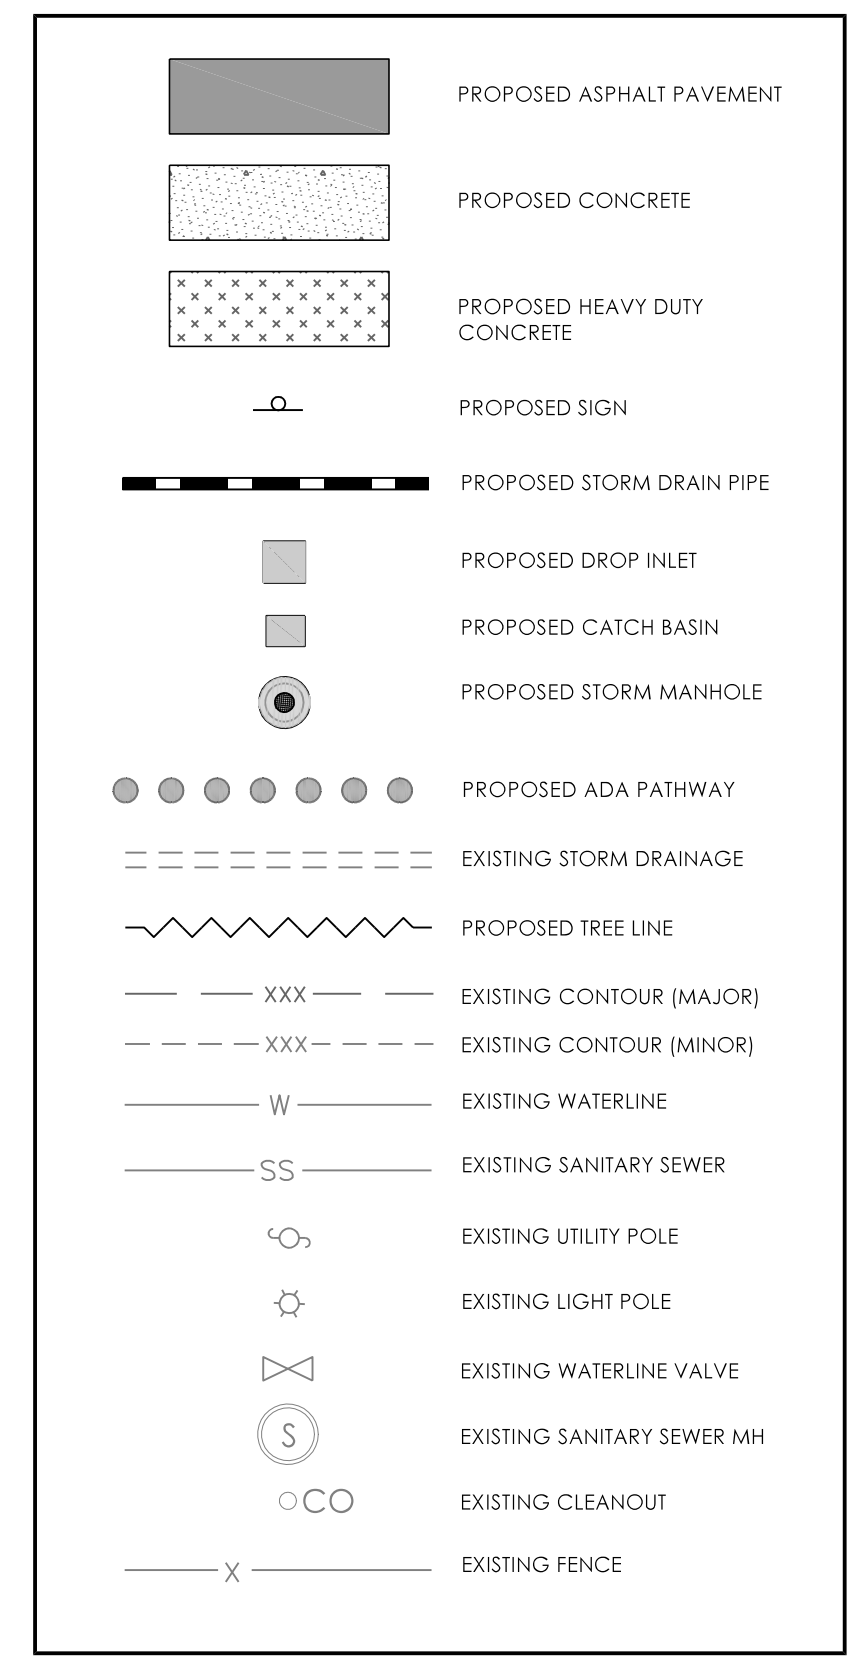 PROPOSED ASPHALT PAVEMENT
PROPOSED CONCRETE
PROPOSED HEAVY DUTY
CONCRETE
PROPOSED SIGN
PROPOSED STORM DRAIN PIPE
PROPOSED DROP INLET
PROPOSED CATCH BASIN
PROPOSED STORM MANHOLE
PROPOSED ADA PATHWAY
EXISTING STORM DRAINAGE
PROPOSED TREE LINE
XXX EXISTING CONTOUR (MAJOR)
XXX EXISTING CONTOUR (MINOR)
W EXISTING WATERLINE
SS EXISTING SANITARY SEWER
EXISTING UTILITY POLE
EXISTING LIGHT POLE
EXISTING WATERLINE VALVE
S EXISTING SANITARY SEWER MH
CO EXISTING CLEANOUT
X EXISTING FENCE